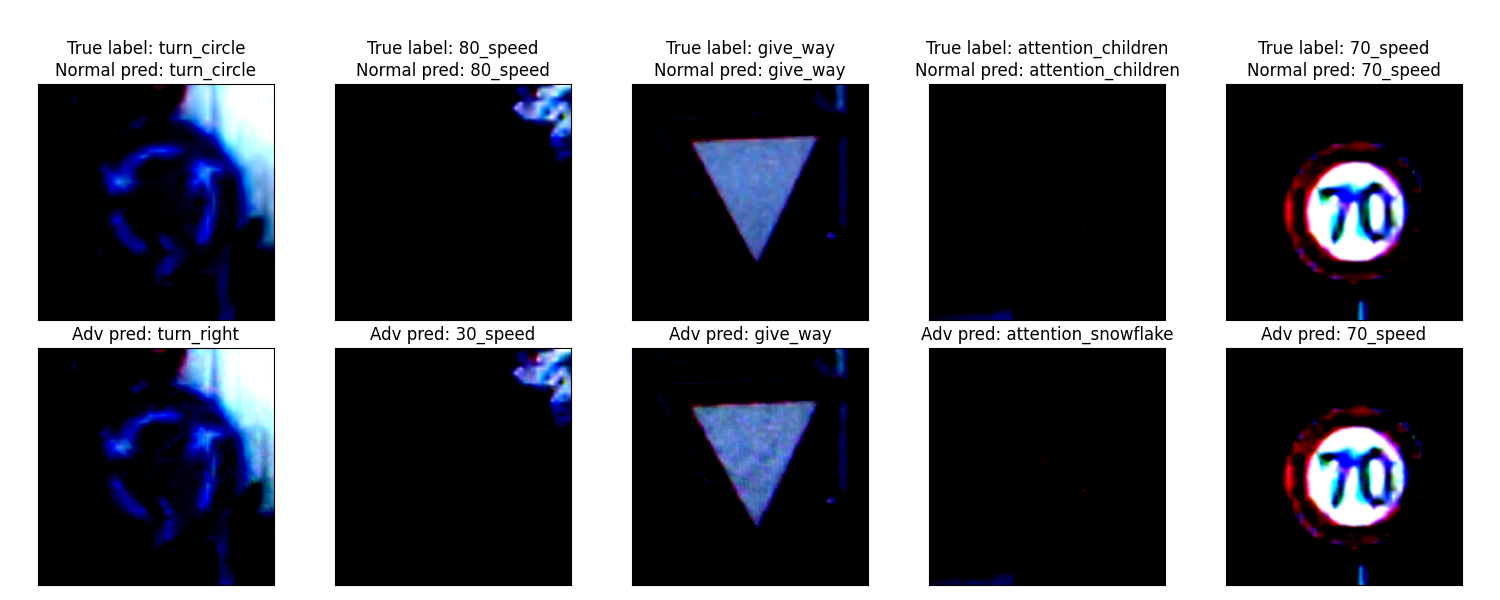 True label: turn_circle
Normal pred: turn_circle
True label: 80_speed
Normal pred: 80_speed
True label: give_way
Normal pred: give_way
True label: attention_children
Normal pred: attention_children
True label: 70_speed
Normal pred: 70_speed
70
Adv pred: turn_right
Adv pred: 30_speed
Adv pred: give_way
Adv pred: attention_snowflake
Adv pred: 70_speed
70